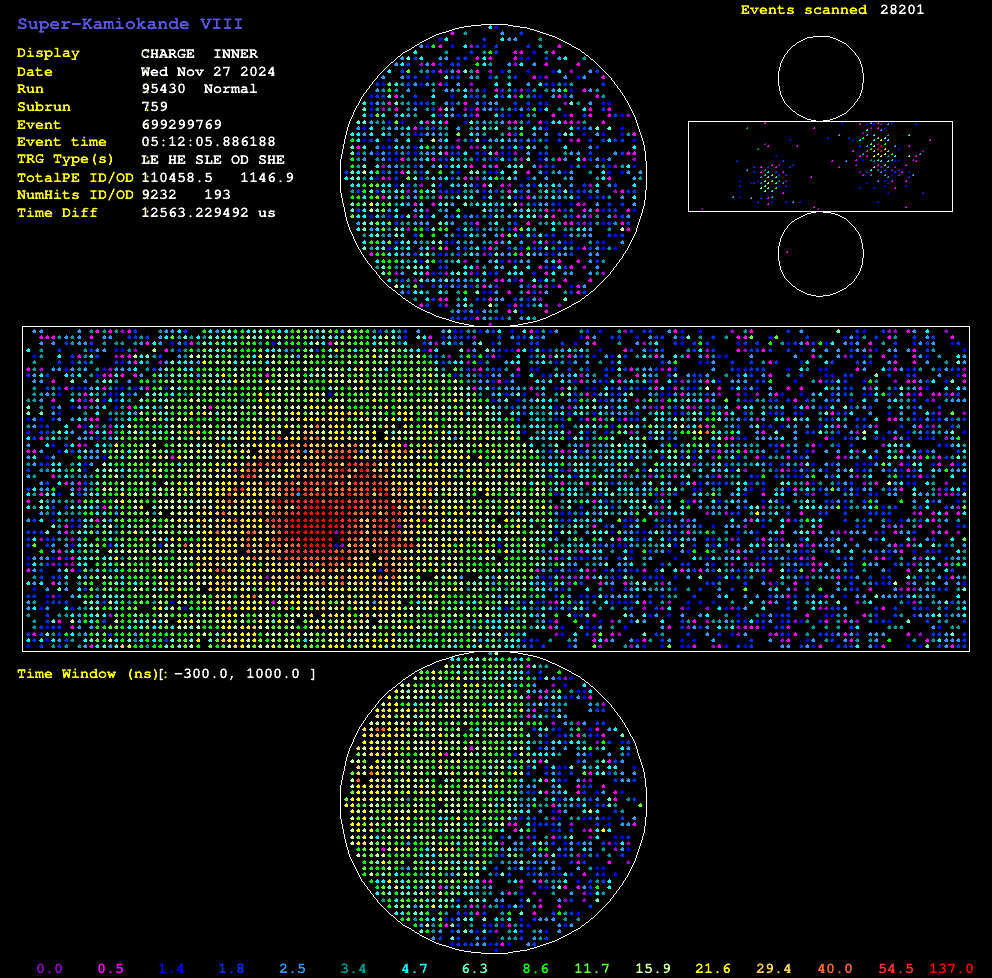 Super-Kamiokande VIII
Events scanned 28201
Display CHARGE INNER
Date Wed Nov 27 2024
Run 95430 Normal
Subrun 759
Event 699299769
Event time 05:12:05.886188
TRG Type(s) LE HE SLE OD SHE
TotalPE ID/OD 110458.5 1146.9
NumHits ID/OD 9232 193
Time Diff 12563.229492 us
Time Window (ns)[: -300.0, 1000.0 ]
0.0 0.5 1.4 1.8 2.5 3.4 4.7 6.3 8.6 11.7 15.9 21.6 29.4 40.0 54.5 137.0